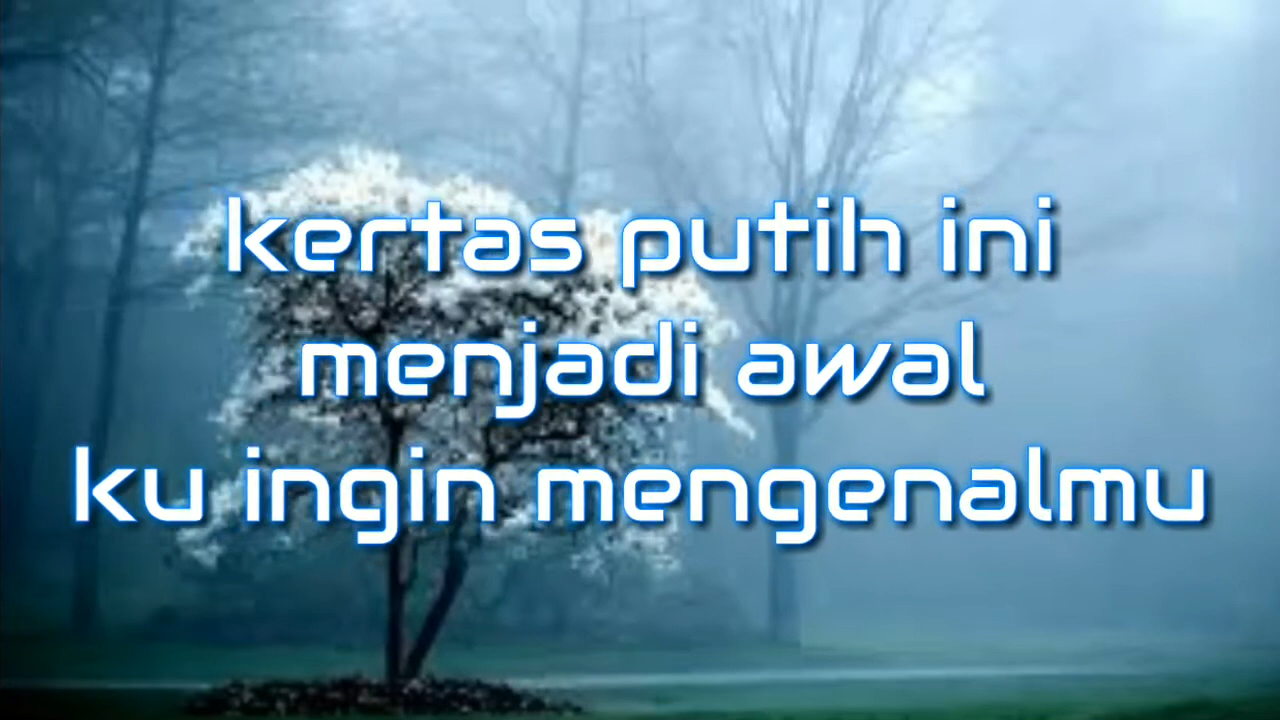 kertas putih ini
menjadi awal
ku ingin mengenalmu